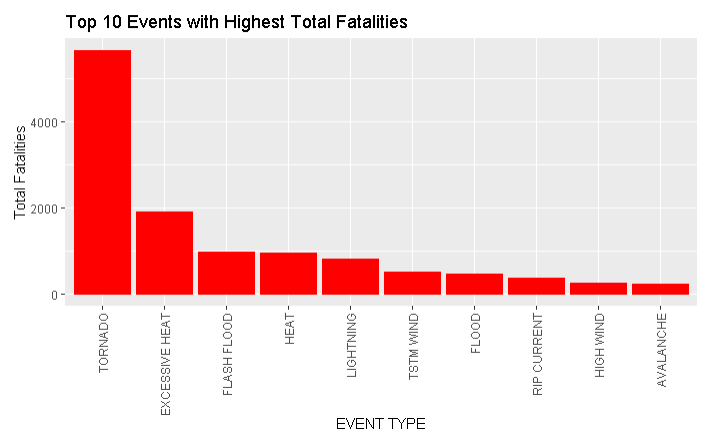 Top 10 Events with Highest Total Fatalities
Total Fatalities
4000
2000
0
TORNADO
EXCESSIVE HEAT
FLASH FLOOD
HEAT
LIGHTNING
TSTM WIND
FLOOD
RIP CURRENT
HIGH WIND
AVALANCHE
EVENT TYPE